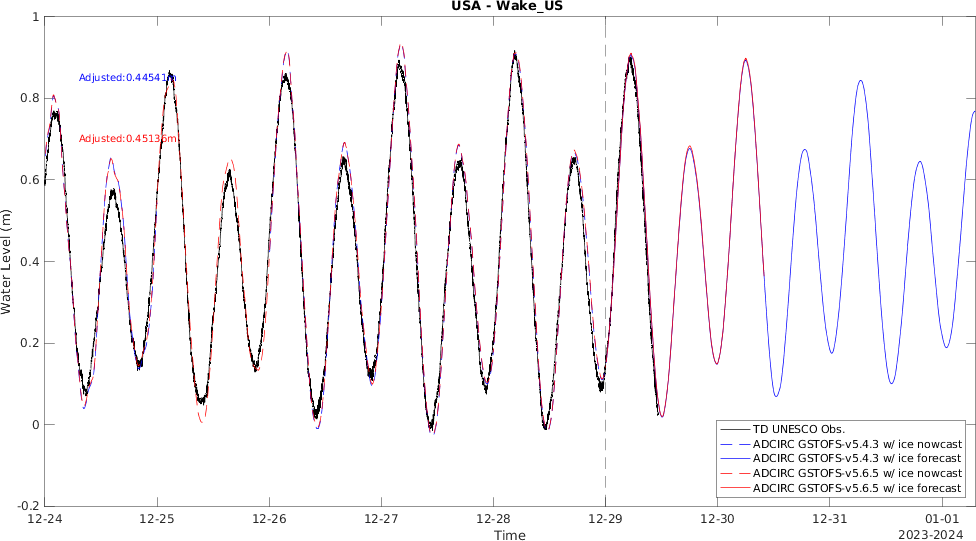 USA - Wake_US
1
0.8
0.6
0.4
0.2
0
-0.2
Water Level (m)
Adjusted:0.44541m
Adjusted:0.45136m
TD UNESCO Obs.
ADCIRC GSTOFS-v5.4.3 w/ ice nowcast
ADCIRC GSTOFS-v5.4.3 w/ ice forecast
ADCIRC GSTOFS-v5.6.5 w/ ice nowcast
ADCIRC GSTOFS-v5.6.5 w/ ice forecast
12-24 12-25 12-26 12-27 12-28 12-29 12-30 12-31 01-01
Time
2023-2024